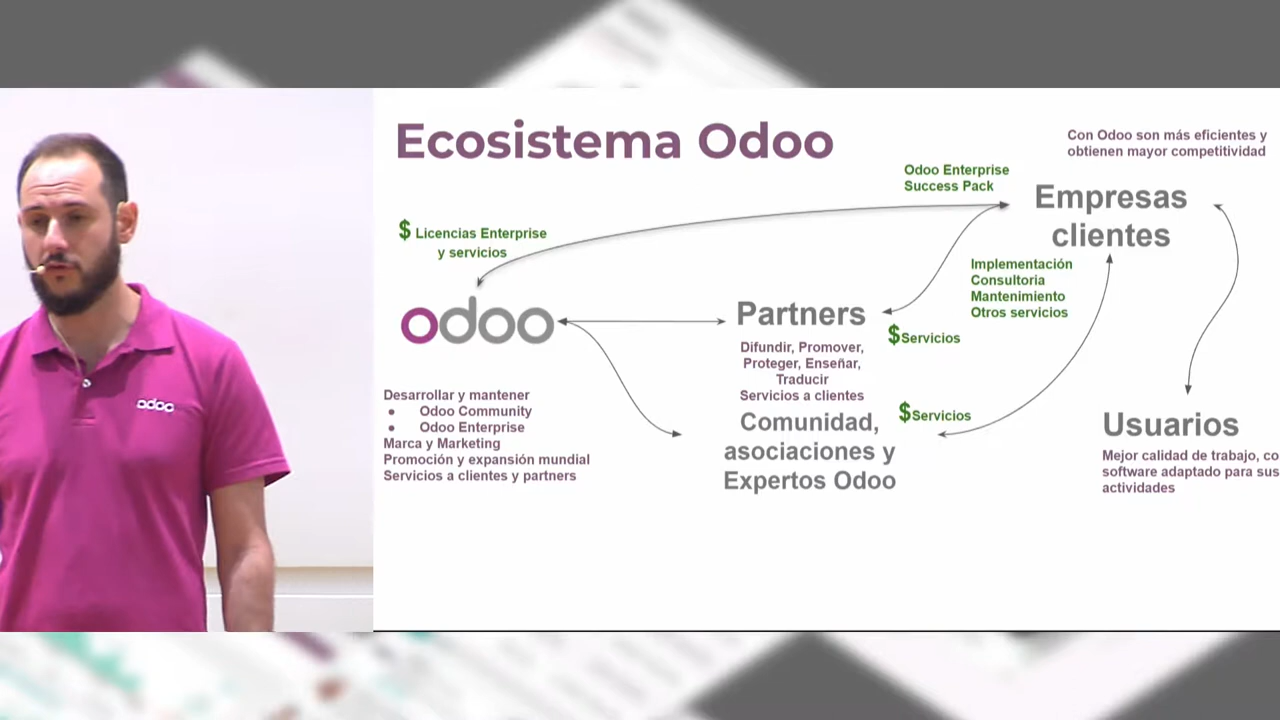 Ecosistema Odoo
Con Odoo son más eficientes y
obtienen mayor competitividad
Odoo Enterprise
Success Pack
Empresas
clientes
$ Licencias Enterprise
y servicios
Implementación
Consultoria
Mantenimiento
Otros servicios
odoo
Partners
$Servicios
Difundir, Promover,
Proteger, Enseñar,
Traducir
Servicios a clientes
Desarrollar y mantener
● Odoo Community
● Odoo Enterprise
Marca y Marketing
Promoción y expansión mundial
Servicios a clientes y partners
$Servicios
Comunidad,
asociaciones y
Expertos Odoo
Usuarios
Mejor calidad de trabajo, co
software adaptado para sus
actividades
odoo